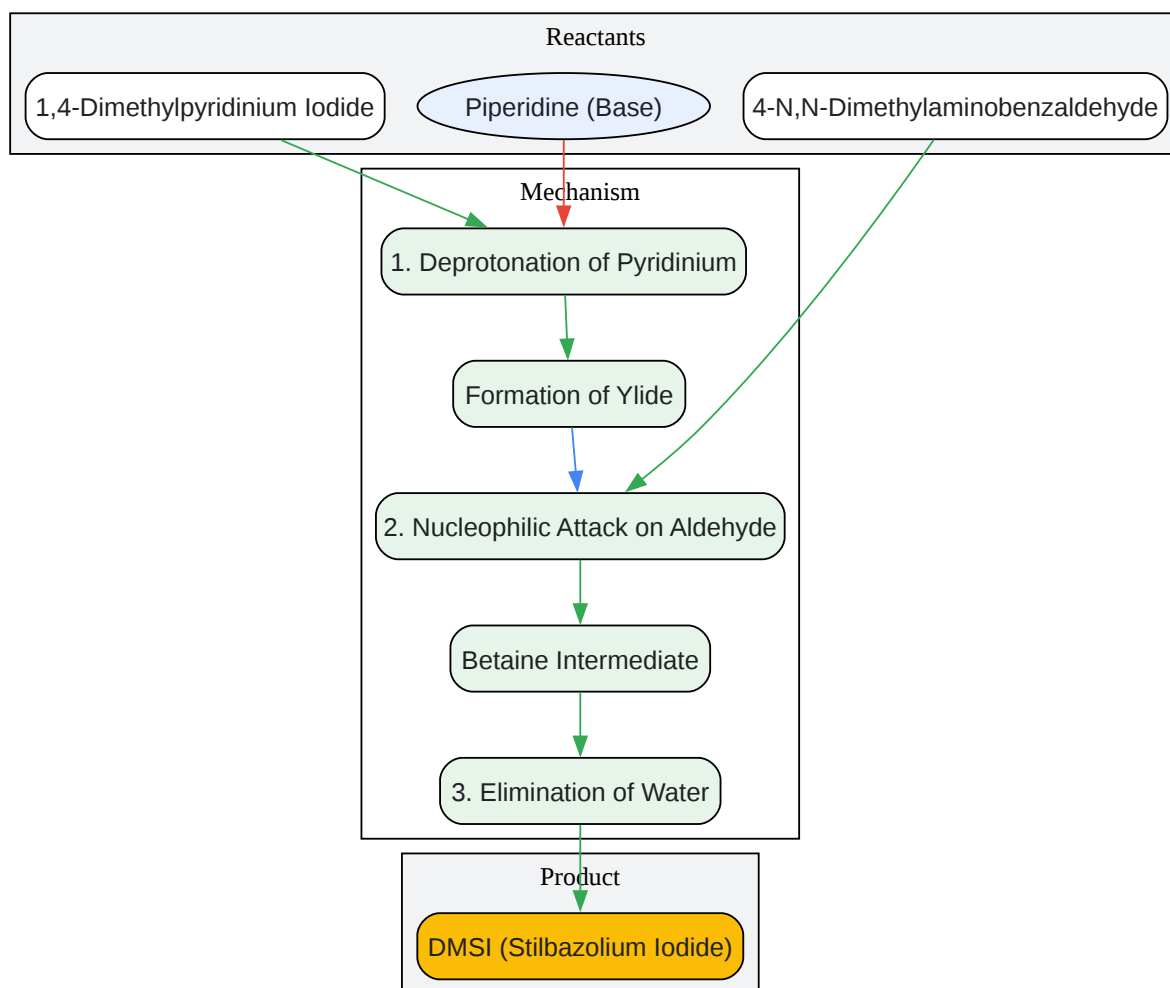 Reactants
1,4-Dimethylpyridinium Iodide
Piperidine (Base)
4-N,N-Dimethylaminobenzaldehyde
Mechanism
1. Deprotonation of Pyridinium
Formation of Ylide
2. Nucleophilic Attack on Aldehyde
Betaine Intermediate
3. Elimination of Water
Product
DMSI (Stilbazolium Iodide)